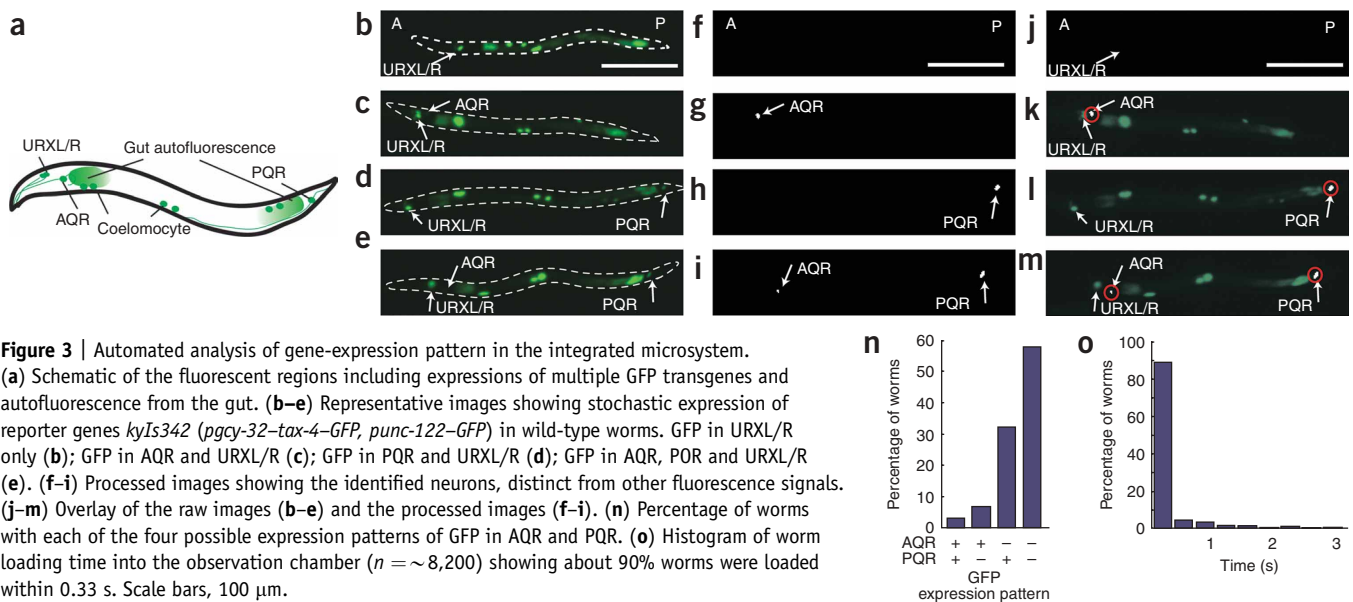 a
URXL/R
Gut autofluorescence
PQR
AQR
Coelomocyte
b
A
P
URXL/R
c
AQR
URXL/R
d
URXL/R
PQR
e
AQR
URXL/R
PQR
f
A
P
g
AQR
h
PQR
i
AQR
PQR
j
A
P
URXL/R
k
AQR
URXL/R
l
URXL/R
PQR
m
AQR
URXL/R
PQR
Figure 3 | Automated analysis of gene-expression pattern in the integrated microsystem.
(a) Schematic of the fluorescent regions including expressions of multiple GFP transgenes and
autofluorescence from the gut. (b–e) Representative images showing stochastic expression of
reporter genes kyIs342 (pgcy-32–tax-4–GFP, punc-122–GFP) in wild-type worms. GFP in URXL/R
only (b); GFP in AQR and URXL/R (c); GFP in PQR and URXL/R (d); GFP in AQR, POR and URXL/R
(e). (f–i) Processed images showing the identified neurons, distinct from other fluorescence signals.
(j–m) Overlay of the raw images (b–e) and the processed images (f–i). (n) Percentage of worms
with each of the four possible expression patterns of GFP in AQR and PQR. (o) Histogram of worm
loading time into the observation chamber (n = ~8,200) showing about 90% worms were loaded
within 0.33 s. Scale bars, 100 μm.
n
Percentage of worms
60
50
40
30
20
10
0
AQR + + – –
PQR + – + –
GFP
expression pattern
o
Percentage of worms
100
80
60
40
20
0
1 2 3
Time (s)